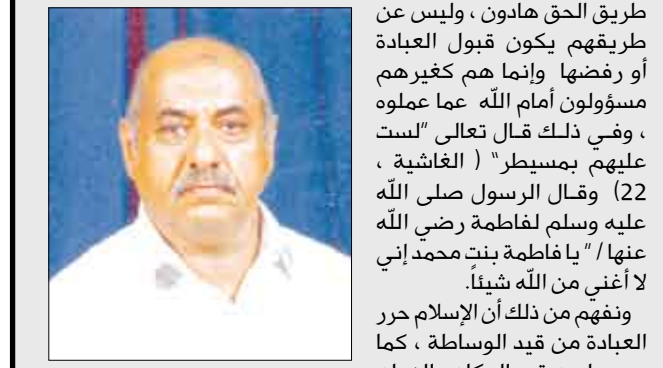 طريق الحق هادون ، وليس عن
طريقهم يكون قبول العبادة
أو رفضها وإنما هم كغيرهم
مسؤولون أمام الله عما عملوه
، وفي ذلك قال تعالى "لست
عليهم بمسيطر" ( الغاشية ،
22) وقال الرسول صلى الله
عليه وسلم لفاطمة رضي الله
عنها / " يا فاطمة بنت محمد إني
لا أغني من الله شيئاً.
ونفهم من ذلك أن الإسلام حرر
العبادة من قيد الوساطة ، كما